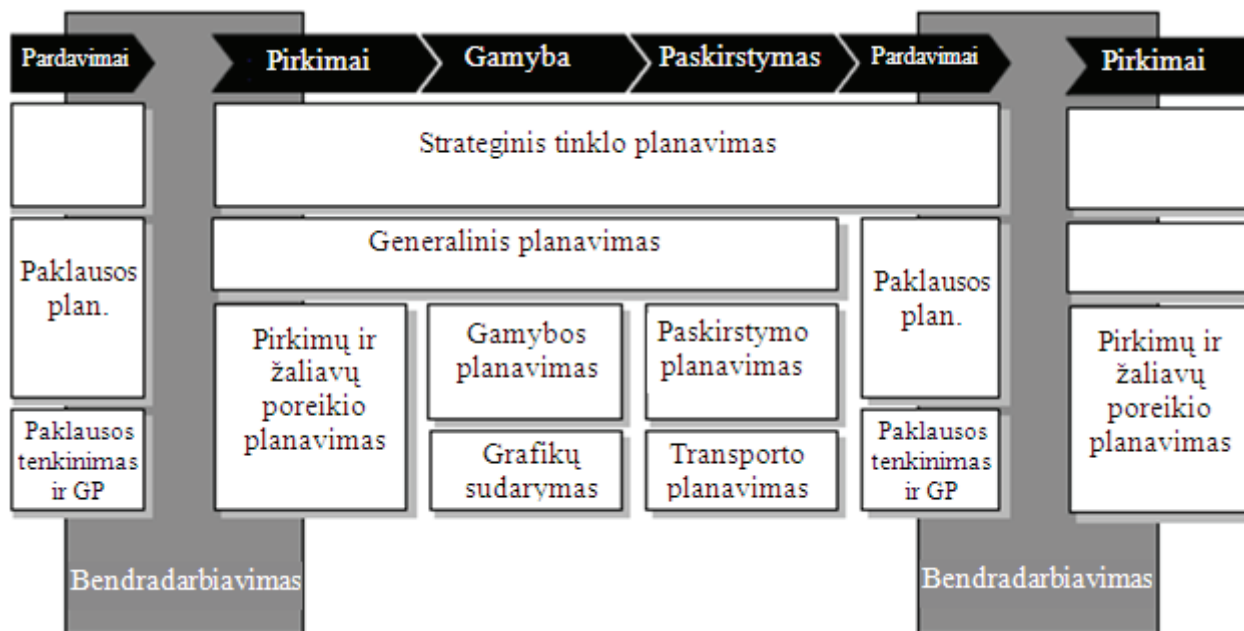 Pardavimai
Pirkimai
Gamyba
Paskirstymas
Pardavimai
Pirkimai
Strateginis tinklo planavimas
Generalinis planavimas
Paklausos
plan.
Paklausos
plan.
Pirkimų ir
žaliavų
poreikio
planavimas
Gamybos
planavimas
Paskirstymo
planavimas
Pirkimų ir
žaliavų
poreikio
planavimas
Paklausos
tenkinimas
ir GP
Grafikų
sudarymas
Transporto
planavimas
Paklausos
tenkinimas
ir GP
Bendradarbiavimas
Bendradarbiavimas